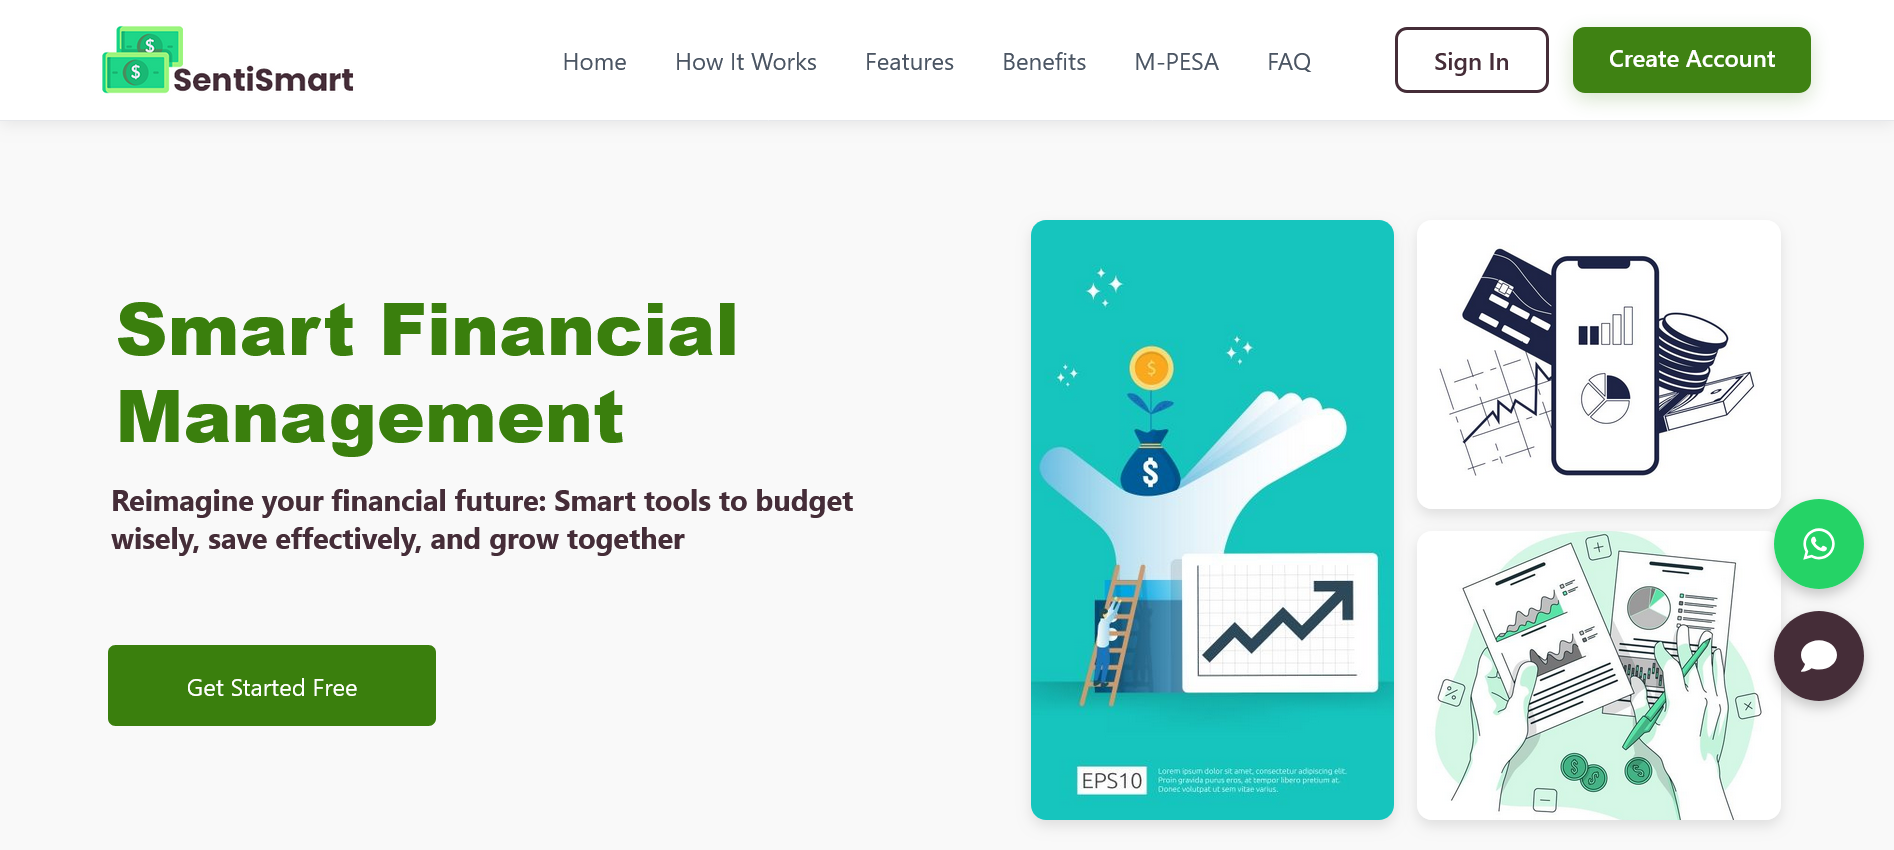 SentiSmart
Home
How It Works
Features
Benefits
M-PESA
FAQ
Sign In
Create Account
Smart Financial
Management
Reimagine your financial future: Smart tools to budget
wisely, save effectively, and grow together
Get Started Free
$
$
$
$
EPS10
Lorem ipsum dolor sit amet, consectetur adipiscing elit.
Proin gravida purus eros, at tempor libero pretium at.
Donec volutpat ut sem vitae varius.